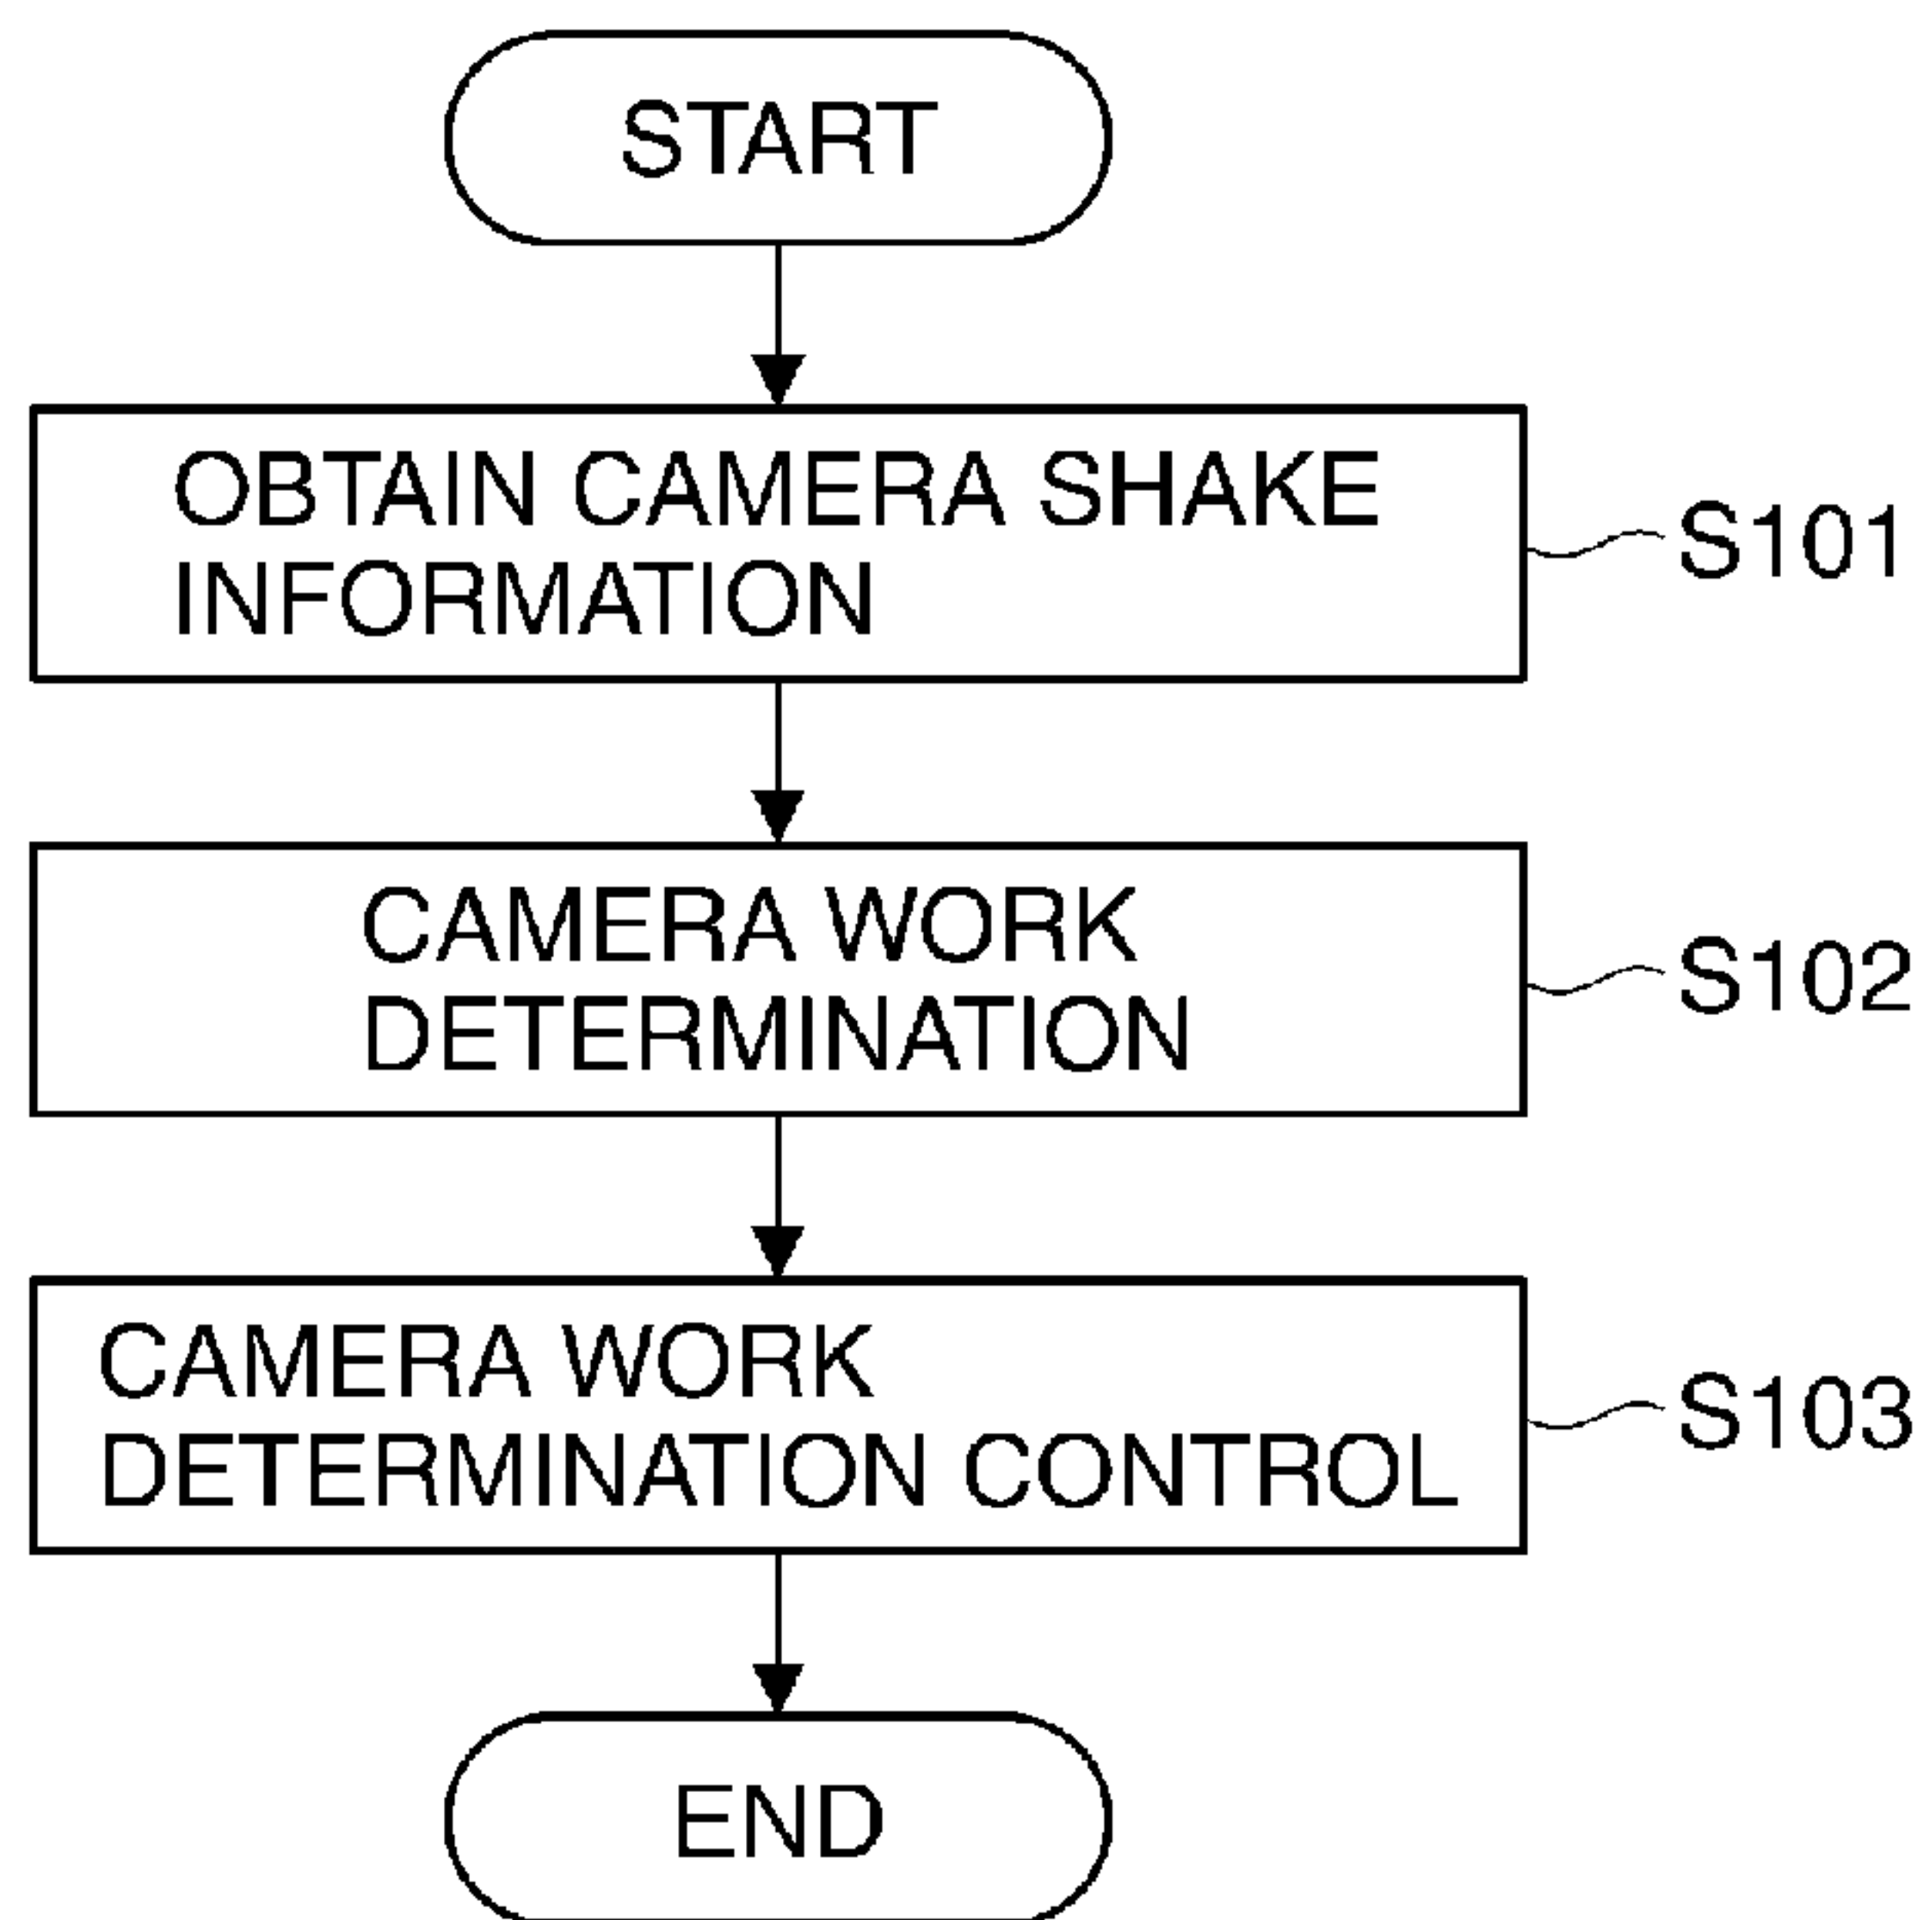 START
OBTAIN CAMERA SHAKE
INFORMATION
S101
CAMERA WORK
DETERMINATION
S102
CAMERA WORK
DETERMINATION CONTROL
S103
END